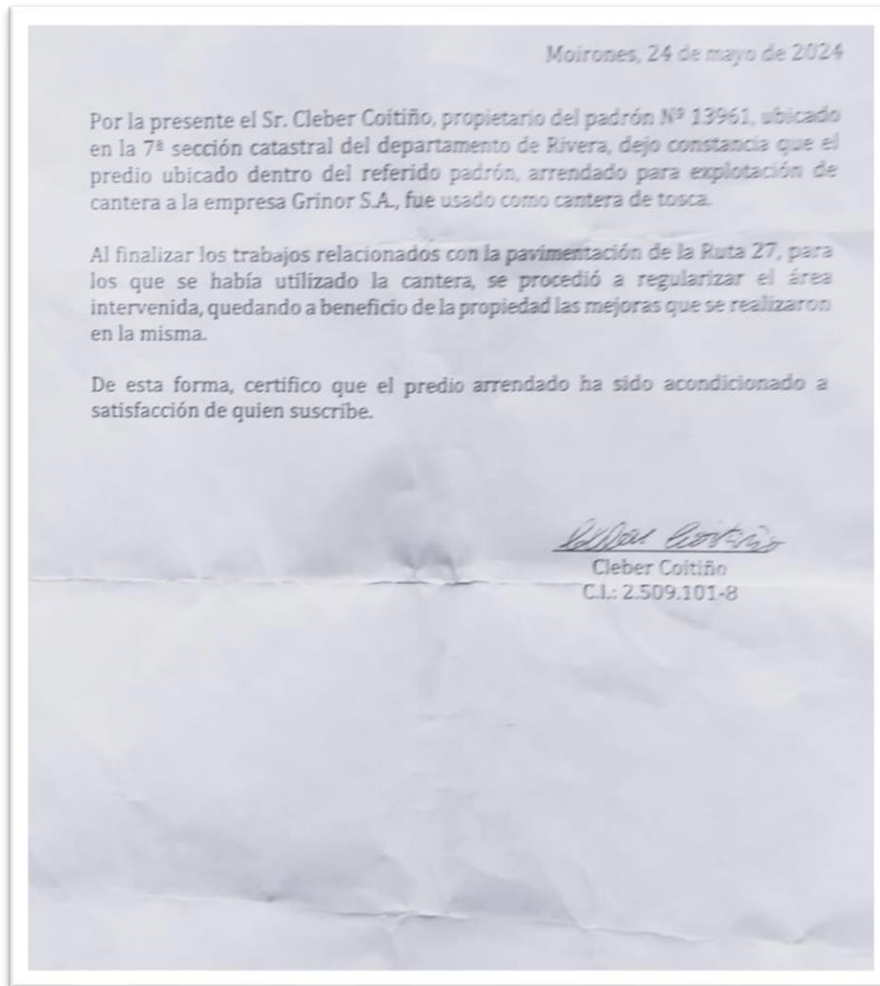 Moirones, 24 de mayo de 2024
Por la presente el Sr. Cleber Coitiño, propietario del padrón Nº 13961, ubicado
en la 7ª sección catastral del departamento de Rivera, dejo constancia que el
predio ubicado dentro del referido padrón, arrendado para explotación de
cantera a la empresa Grinor S.A., fue usado como cantera de tosca.
Al finalizar los trabajos relacionados con la pavimentación de la Ruta 27, para
los que se había utilizado la cantera, se procedió a regularizar el área
intervenida, quedando a beneficio de la propiedad las mejoras que se realizaron
en la misma.
De esta forma, certifico que el predio arrendado ha sido acondicionado a
satisfacción de quien suscribe.
Cleber Coitiño
Cleber Coitiño
C.I.: 2.509.101-8